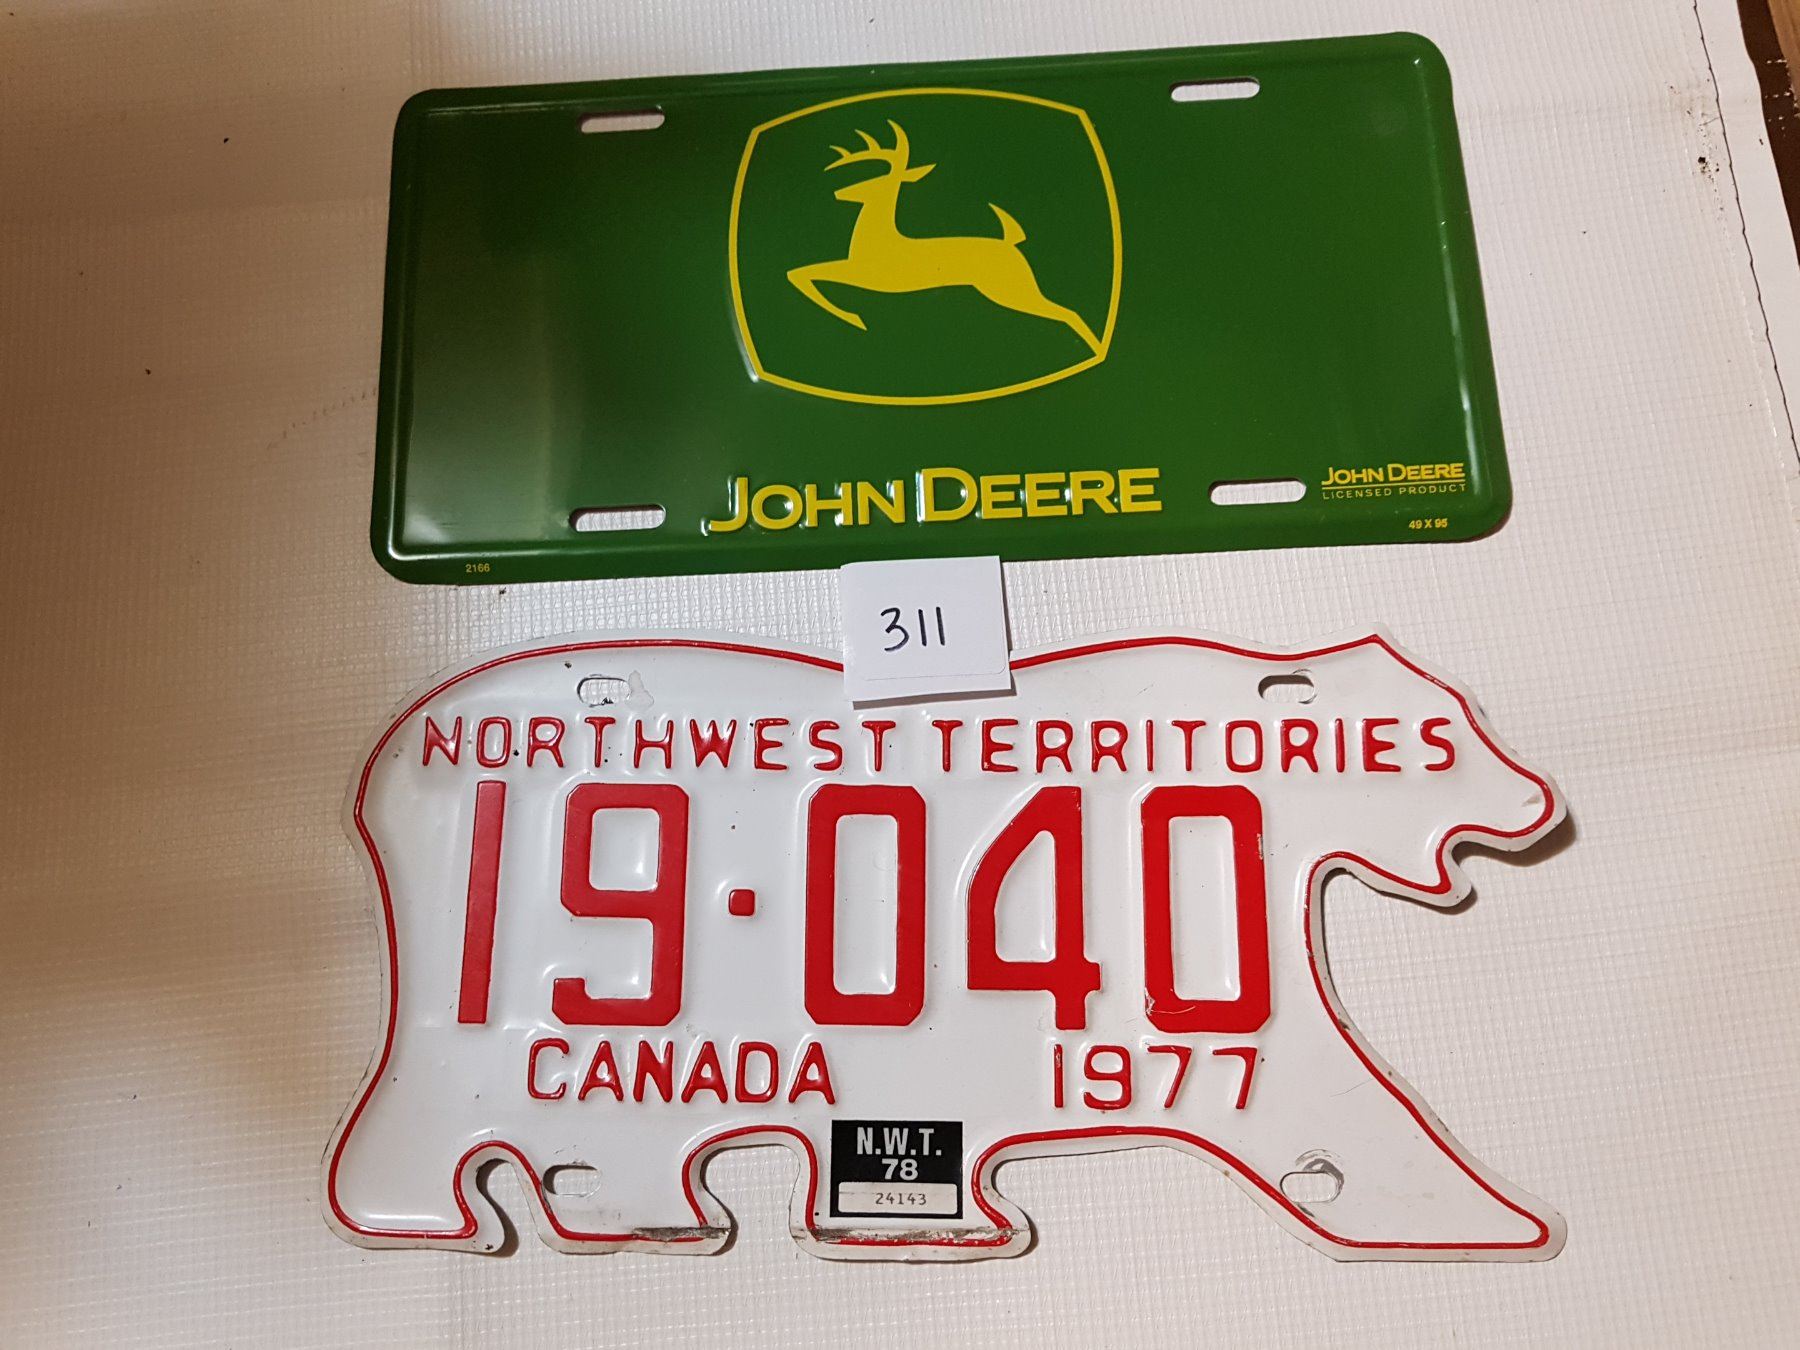 JOHN DEERE
JOHN DEERE
LICENSED PRODUCT
49 X 95
2166
311
NORTHWEST TERRITORIES
19·040
CANADA 1977
N.W.T.
78
24143